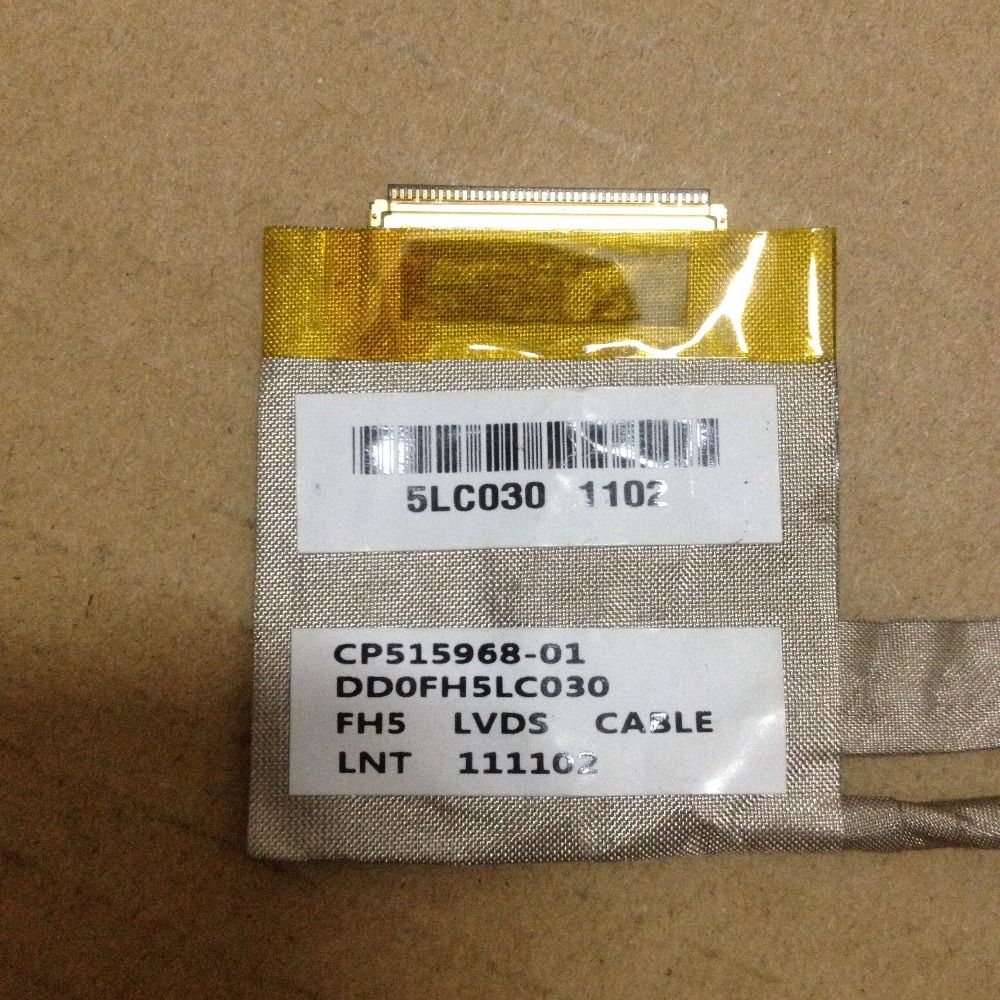 5LC030 1102
CP515968-01
DD0FH5LC030
FH5 LVDS CABLE
LNT 111102